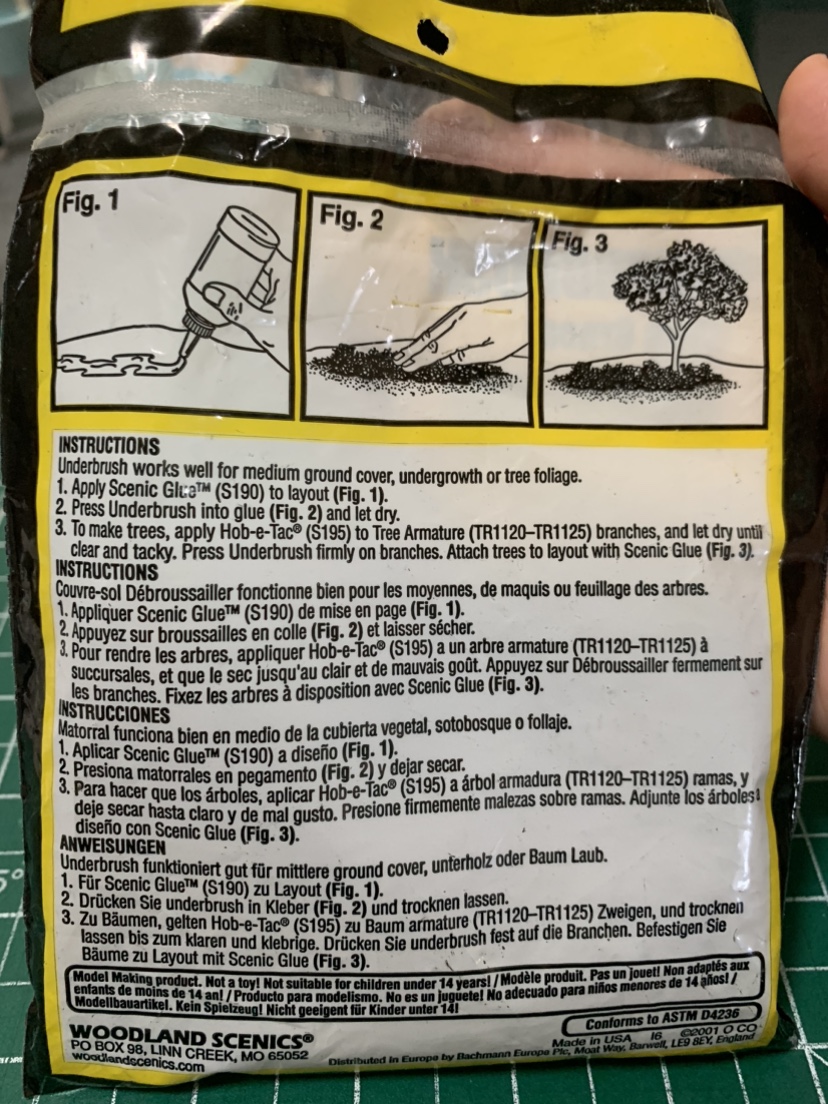 Fig. 1
Fig. 2
Fig. 3
INSTRUCTIONS
Underbrush works well for medium ground cover, undergrowth or tree foliage.
1. Apply Scenic Glue™ (S190) to layout (Fig. 1).
2. Press Underbrush into glue (Fig. 2) and let dry.
3. To make trees, apply Hob-e-Tac® (S195) to Tree Armature (TR1120–TR1125) branches, and let dry until
clear and tacky. Press Underbrush firmly on branches. Attach trees to layout with Scenic Glue (Fig. 3).
INSTRUCTIONS
Couvre-sol Débroussailler fonctionne bien pour les moyennes, de maquis ou feuillage des arbres.
1. Appliquer Scenic Glue™ (S190) de mise en page (Fig. 1).
2. Appuyez sur broussailles en colle (Fig. 2) et laisser sécher.
3. Pour rendre les arbres, appliquer Hob-e-Tac® (S195) a un arbre armature (TR1120–TR1125) à
succursales, et que le sec jusqu'au clair et de mauvais goût. Appuyez sur Débroussailler fermement sur
les branches. Fixez les arbres à disposition avec Scenic Glue (Fig. 3).
INSTRUCCIONES
Matorral funciona bien en medio de la cubierta vegetal, sotobosque o follaje.
1. Aplicar Scenic Glue™ (S190) a diseño (Fig. 1).
2. Presiona matorrales en pegamento (Fig. 2) y dejar secar.
3. Para hacer que los árboles, aplicar Hob-e-Tac® (S195) a árbol armadura (TR1120–TR1125) ramas, y
deje secar hasta claro y de mal gusto. Presione firmemente malezas sobre ramas. Adjunte los árboles a
diseño con Scenic Glue (Fig. 3).
ANWEISUNGEN
Underbrush funktioniert gut für mittlere ground cover, unterholz oder Baum Laub.
1. Für Scenic Glue™ (S190) zu Layout (Fig. 1).
2. Drücken Sie underbrush in Kleber (Fig. 2) und trocknen lassen.
3. Zu Bäumen, gelten Hob-e-Tac® (S195) zu Baum armature (TR1120–TR1125) Zweigen, und trocknen
lassen bis zum klaren und klebrige. Drücken Sie underbrush fest auf die Branchen. Befestigen Sie
Bäume zu Layout mit Scenic Glue (Fig. 3).
Model Making product. Not a toy! Not suitable for children under 14 years! / Modèle produit. Pas un jouet! Non adaptés aux
enfants de moins de 14 an! / Producto para modelismo. No es un juguete! No adecuado para niños menores de 14 años! /
Modellbauartikel. Kein Spielzeug! Nicht geeigent für Kinder unter 14!
Conforms to ASTM D4236
WOODLAND SCENICS®
PO BOX 98, LINN CREEK, MO 65052
woodlandscenics.com
Made in USA 16 ©2001 O CO
Distributed in Europe by Bachmann Europe Plc, Moat Way, Barwell, LE9 8EY, England